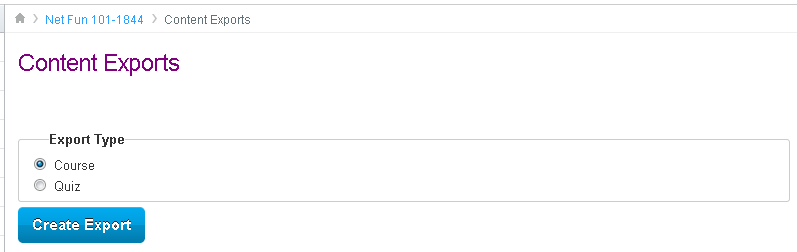 Net Fun 101-1844 Content Exports
Content Exports
Export Type
Course
Quiz
Create Export